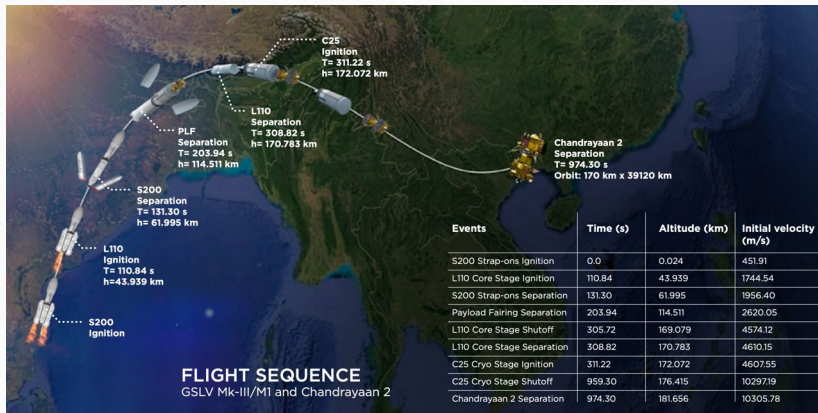 C25
Ignition
T= 311.22 s
h= 172.072 km
L110
Separation
T= 308.82 s
h= 170.783 km
PLF
Separation
T= 203.94 s
h= 114.511 km
Chandrayaan 2
Separation
T= 974.30 s
Orbit: 170 km x 39120 km
S200
Separation
T= 131.30 s
h= 61.995 km
L110
Ignition
T= 110.84 s
h=43.939 km
S200
Ignition
FLIGHT SEQUENCE
GSLV Mk-III/M1 and Chandrayaan 2
Events Time (s) Altitude (km) Initial velocity
(m/s)
S200 Strap-ons Ignition 0.0 0.024 451.91
L110 Core Stage Ignition 110.84 43.939 1744.54
S200 Strap-ons Separation 131.30 61.995 1956.40
Payload Fairing Separation 203.94 114.511 2620.05
L110 Core Stage Shutoff 305.72 169.079 4574.12
L110 Core Stage Separation 308.82 170.783 4610.15
C25 Cryo Stage Ignition 311.22 172.072 4607.55
C25 Cryo Stage Shutoff 959.30 176.415 10297.19
Chandrayaan 2 Separation 974.30 181.656 10305.78